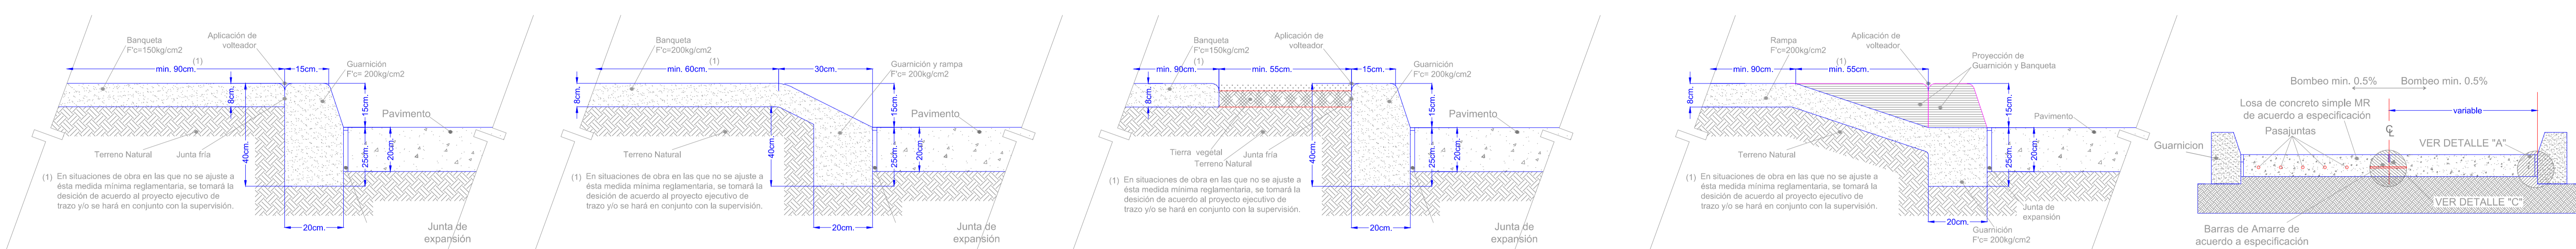 Banqueta
F'c=150kg/cm2
Aplicación de
volteador
(1)
min. 90cm.
15cm.
Guarnición
F'c= 200kg/cm2
8cm.
15cm.
Pavimento
40cm.
25cm.
20cm.
Terreno Natural
Junta fría
(1) En situaciones de obra en las que no se ajuste a
ésta medida mínima reglamentaria, se tomará la
desición de acuerdo al proyecto ejecutivo de
trazo y/o se hará en conjunto con la supervisión.
20cm.
Junta de
expansión
Banqueta
F'c=200kg/cm2
(1)
min. 60cm.
30cm.
Guarnición y rampa
F'c= 200kg/cm2
8cm.
15cm.
Pavimento
40cm.
25cm.
20cm.
Terreno Natural
(1) En situaciones de obra en las que no se ajuste a
ésta medida mínima reglamentaria, se tomará la
desición de acuerdo al proyecto ejecutivo de
trazo y/o se hará en conjunto con la supervisión.
20cm.
Junta de
expansión
Banqueta
F'c=150kg/cm2
Aplicación de
volteador
(1)
min. 90cm.
min. 55cm.
15cm.
Guarnición
F'c= 200kg/cm2
8cm.
15cm.
Pavimento
40cm.
25cm.
20cm.
Tierra vegetal
Junta fría
Terreno Natural
(1) En situaciones de obra en las que no se ajuste a
ésta medida mínima reglamentaria, se tomará la
desición de acuerdo al proyecto ejecutivo de
trazo y/o se hará en conjunto con la supervisión.
20cm.
Junta de
expansión
Rampa
F'c=200kg/cm2
Aplicación de
volteador
(1)
min. 90cm.
min. 55cm.
Proyección de
Guarnición y Banqueta
8cm.
15cm.
Pavimento
25cm.
20cm.
Terreno Natural
(1) En situaciones de obra en las que no se ajuste a
ésta medida mínima reglamentaria, se tomará la
desición de acuerdo al proyecto ejecutivo de
trazo y/o se hará en conjunto con la supervisión.
20cm.
Junta de
expansión
Guarnición
F'c= 200kg/cm2
Bombeo min. 0.5%
Bombeo min. 0.5%
Losa de concreto simple MR
de acuerdo a especificación
variable
Pasajuntas
CL
Guarnicion
VER DETALLE "A"
VER DETALLE "C"
Barras de Amarre de
acuerdo a especificación